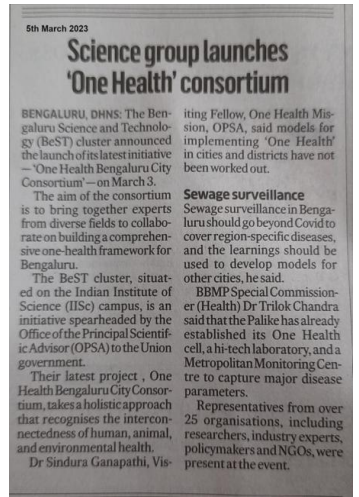 5th March 2023
Science group launches
'One Health' consortium
BENGALURU, DHNS: The Ben-
galuru Science and Technolo-
gy (BeST) cluster announced
the launch of its latest initiative
— 'One Health Bengaluru City
Consortium' — on March 3.
The aim of the consortium
is to bring together experts
from diverse fields to collabo-
rate on building a comprehen-
sive one-health framework for
Bengaluru.
The BeST cluster, situat-
ed on the Indian Institute of
Science (IISc) campus, is an
initiative spearheaded by the
Office of the Principal Scientif-
ic Advisor (OPSA) to the Union
government.
Their latest project , One
Health Bengaluru City Consor-
tium, takes a holistic approach
that recognises the intercon-
nectedness of human, animal,
and environmental health.
Dr Sindura Ganapathi, Vis-
iting Fellow, One Health Mis-
sion, OPSA, said models for
implementing 'One Health'
in cities and districts have not
been worked out.
Sewage surveillance
Sewage surveillance in Benga-
luru should go beyond Covid to
cover region-specific diseases,
and the learnings should be
used to develop models for
other cities, he said.
BBMP Special Commission-
er (Health) Dr Trilok Chandra
said that the Palike has already
established its One Health
cell, a hi-tech laboratory, and a
Metropolitan Monitoring Cen-
tre to capture major disease
parameters.
Representatives from over
25 organisations, including
researchers, industry experts,
policymakers and NGOs, were
present at the event.